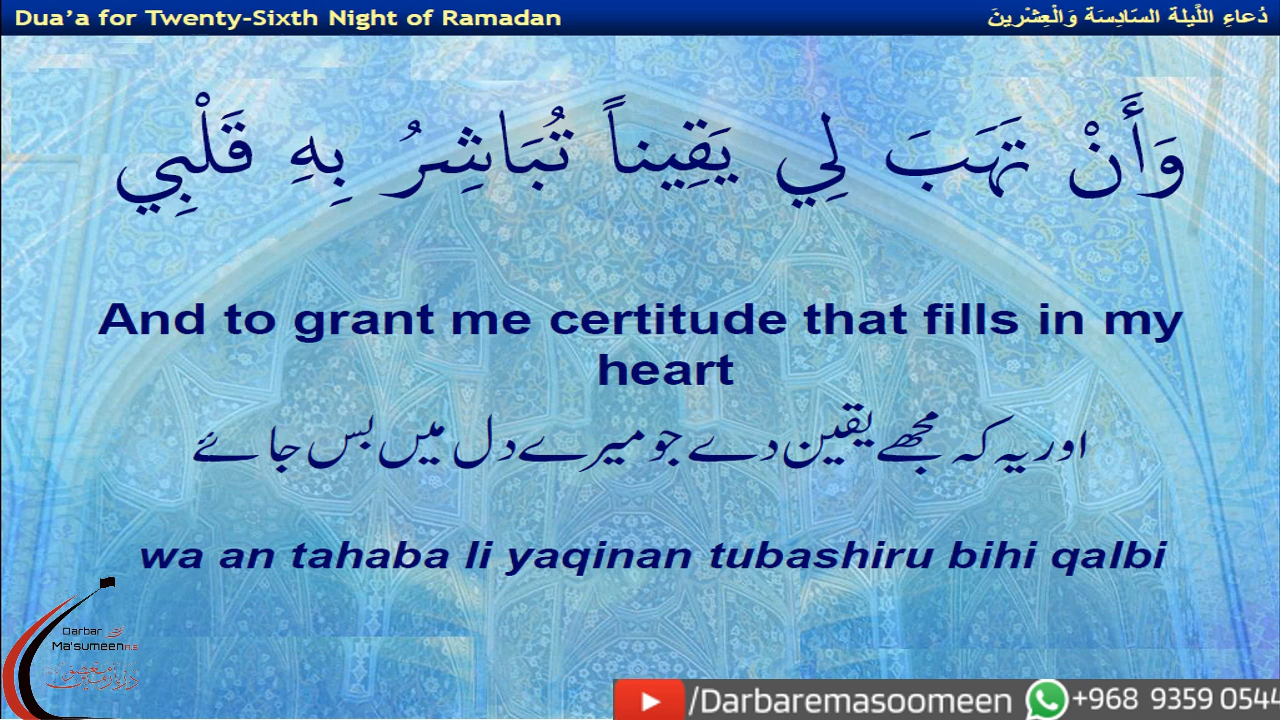 Dua’a for Twenty-Sixth Night of Ramadan
دُعاءِ اللَّيلة السّادِسَة وَالْعِشْرينَ
وَأَنْ تَهَبَ لِي يَقِيناً تُبَاشِرُ بِهِ قَلْبِي
And to grant me certitude that fills in my
heart
اور یہ کہ مجھے یقین دے جو میرے دل میں بس جائے
wa an tahaba li yaqinan tubashiru bihi qalbi
Darbar
Ma'sumeen A.S
/Darbaremasoomeen +968 9359 0544